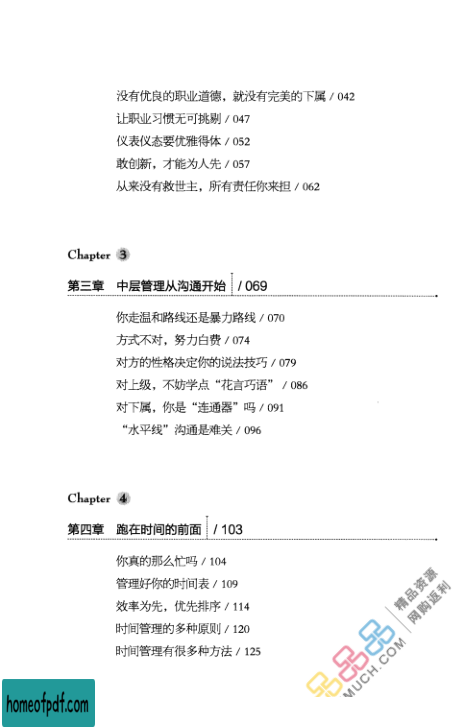 没有优良的职业道德，就没有完美的下属 / 042
让职业习惯无可挑剔 / 047
仪表仪态要优雅得体 / 052
敢创新，才能为人先 / 057
从来没有救世主，所有责任你来担 / 062
Chapter 3
第三章 中层管理从沟通开始 / 069
你走温和路线还是暴力路线 / 070
方式不对，努力白费 / 074
对方的性格决定你的说法技巧 / 079
对上级，不妨学点“花言巧语” / 086
对下属，你是“连通器”吗 / 091
“水平线”沟通是难关 / 096
Chapter 4
第四章 跑在时间的前面 / 103
你真的那么忙吗 / 104
管理好你的时间表 / 109
效率为先，优先排序 / 114
时间管理的多种原则 / 120
时间管理有很多种方法 / 125
精品资源
网购返利
MUCH.COM
homeofpdf.com